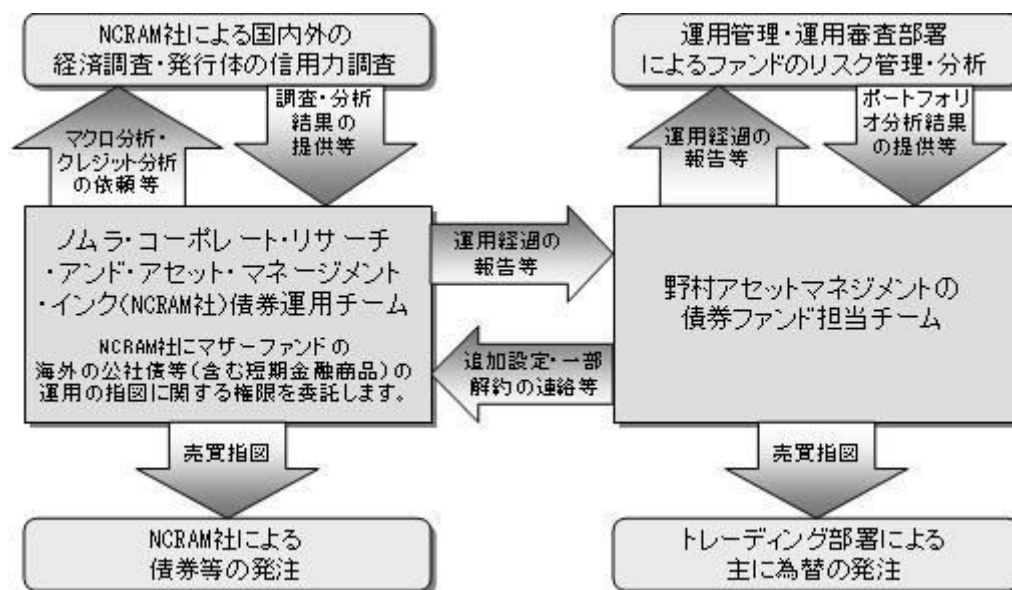 NCRAM社による国内外の
経済調査・発行体の信用力調査
運用管理・運用審査部署
によるファンドのリスク管理・分析
マクロ分析・
クレジット分析
の依頼等
調査・分析
結果の
提供等
運用経過の
報告等
ポートフォリ
オ分析結果
の提供等
ノムラ・コーポレート・リサーチ
・アンド・アセット・マネージメント
・インク(NCRAM社)債券運用チーム
NCRAM社にマザーファンドの
海外の公社債等(含む短期金融商品)の
運用の指図に関する権限を委託します。
運用経過の
報告等
追加設定・一部
解約の連絡等
野村アセットマネジメントの
債券ファンド担当チーム
売買指図
売買指図
NCRAM社による
債券等の発注
トレーディング部署による
主に為替の発注